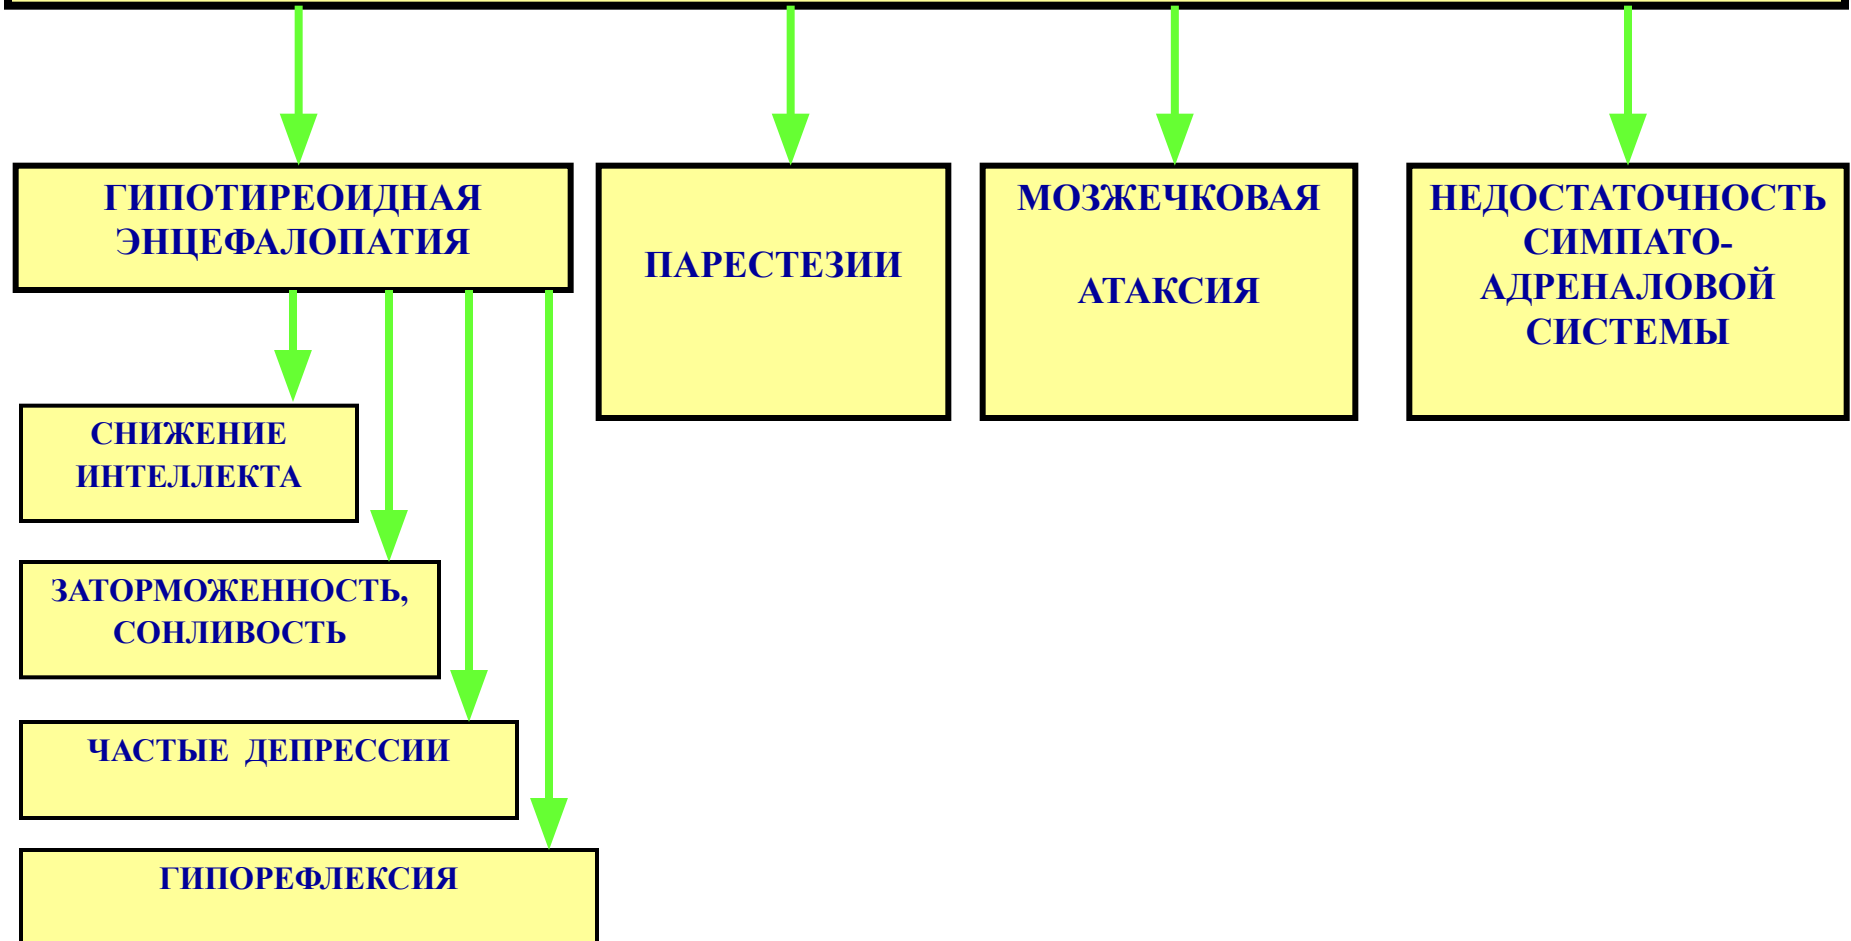 ГИПОТИРЕОИДНАЯ
ЭНЦЕФАЛОПАТИЯ
ПАРЕСТЕЗИИ
МОЗЖЕЧКОВАЯ
АТАКСИЯ
НЕДОСТАТОЧНОСТЬ
СИМПАТО-
АДРЕНАЛОВОЙ
СИСТЕМЫ
СНИЖЕНИЕ
ИНТЕЛЛЕКТА
ЗАТОРМОЖЕННОСТЬ,
СОНЛИВОСТЬ
ЧАСТЫЕ ДЕПРЕССИИ
ГИПОРЕФЛЕКСИЯ